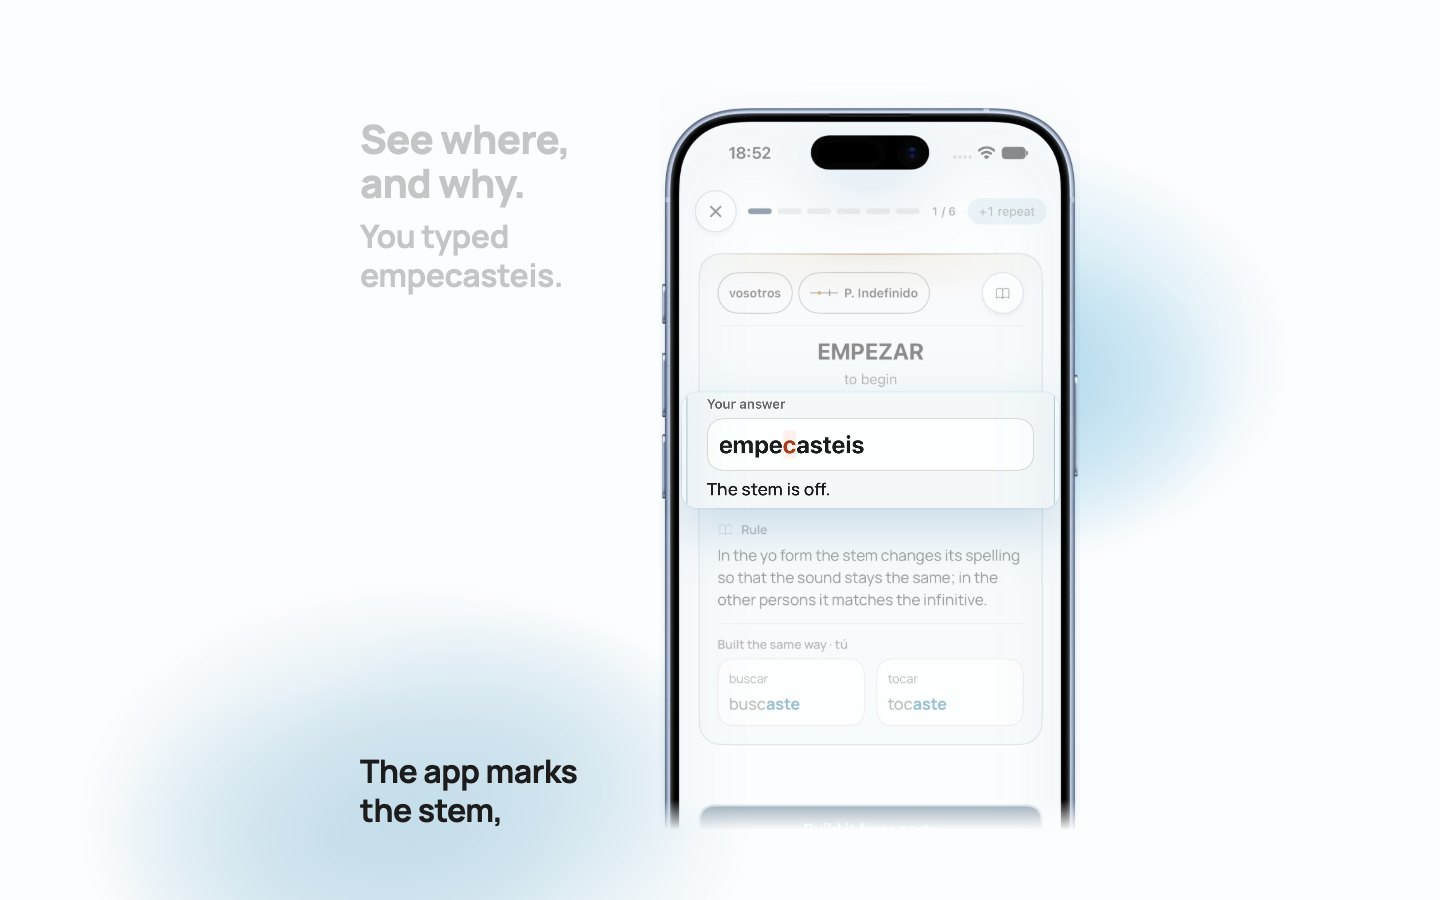 See where,
and why.
You typed
empecasteis.
The app marks
the stem,
18:52
1 / 6
+1 repeat
vosotros
P. Indefinido
EMPEZAR
to begin
Your answer
empecasteis
The stem is off.
Rule
In the yo form the stem changes its spelling
so that the sound stays the same; in the
other persons it matches the infinitive.
Built the same way · tú
buscar
tocar
buscaste
tocaste